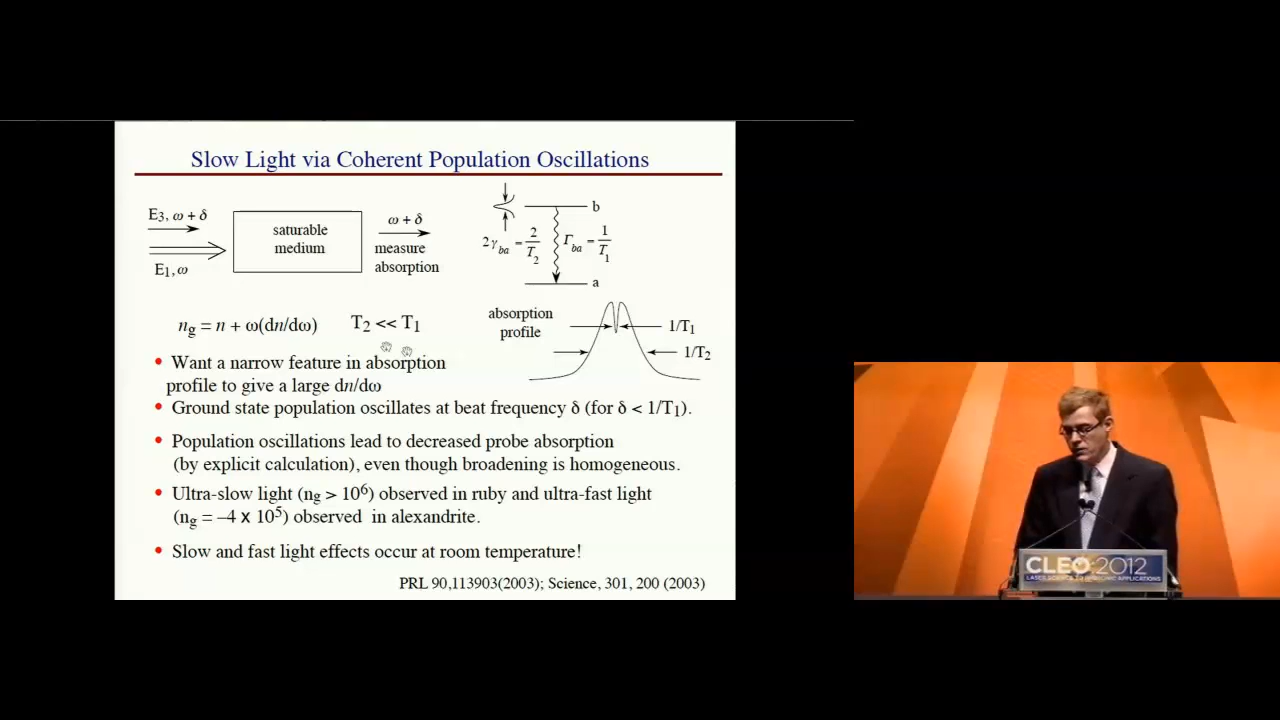 Slow Light via Coherent Population Oscillations
E3, ω + δ
E1, ω
saturable
medium
ω + δ
measure
absorption
b
2γba = 2/T2
Γba = 1/T1
a
ng = n + ω(dn/dω)
T2 << T1
absorption
profile
1/T1
1/T2
• Want a narrow feature in absorption
profile to give a large dn/dω
• Ground state population oscillates at beat frequency δ (for δ < 1/T1).
• Population oscillations lead to decreased probe absorption
(by explicit calculation), even though broadening is homogeneous.
• Ultra-slow light (ng > 10⁶) observed in ruby and ultra-fast light
(ng = –4 x 10⁵) observed in alexandrite.
• Slow and fast light effects occur at room temperature!
PRL 90,113903(2003); Science, 301, 200 (2003)
CLEO:2012